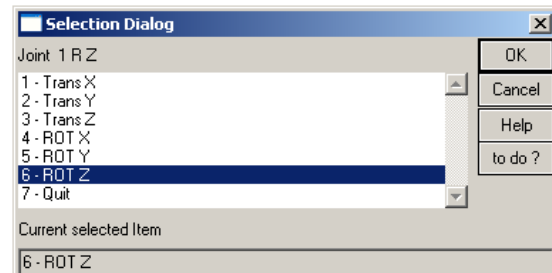 Selection Dialog
Joint 1 R Z
OK
1 - Trans X
2 - Trans Y
Cancel
3 - Trans Z
4 - ROT X
Help
5 - ROT Y
6 - ROT Z
to do ?
7 - Quit
Current selected Item
6 - ROT Z